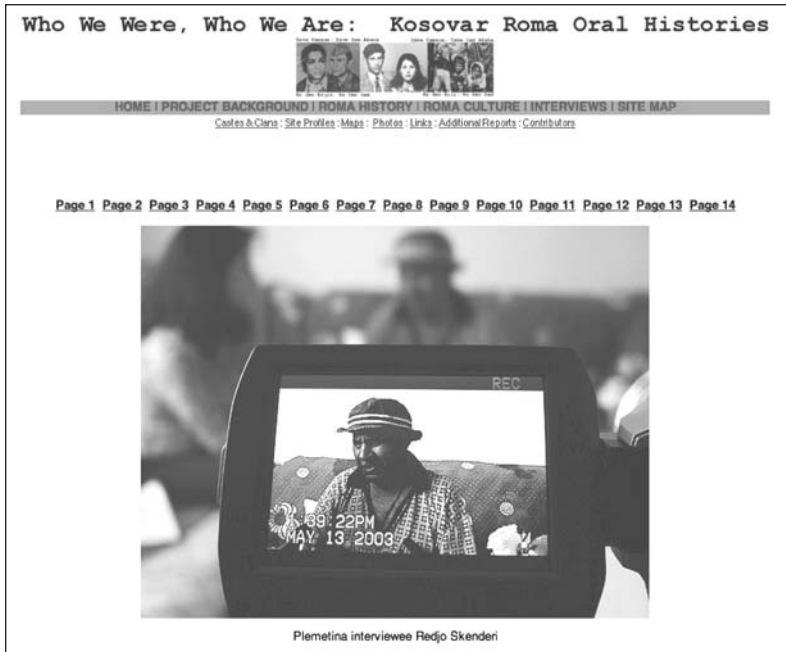 Who We Were, Who We Are: Kosovar Roma Oral Histories
HOME | PROJECT BACKGROUND | ROMA HISTORY | ROMA CULTURE | INTERVIEWS | SITE MAP
Castes & Clans : Site Profiles : Maps : Photos : Links : Additional Reports : Contributors
Page 1 Page 2 Page 3 Page 4 Page 5 Page 6 Page 7 Page 8 Page 9 Page 10 Page 11 Page 12 Page 13 Page 14
REC
39 22PM
MAY 13 2003
Plemetina interviewee Redjo Skenderi